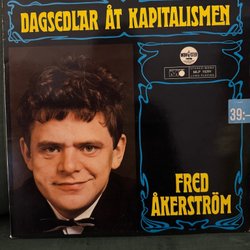 DAGSEDLAR ÅT KAPITALISMEN
39:-
FRED
ÅKERSTRÖM